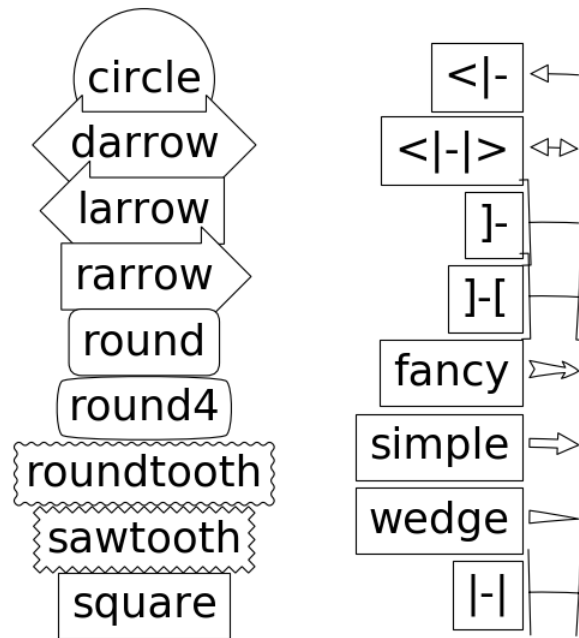 circle
darrow
larrow
rarrow
round
round4
roundtooth
sawtooth
square
<|-
<|-|>
]-
]-[
fancy
simple
wedge
|-|